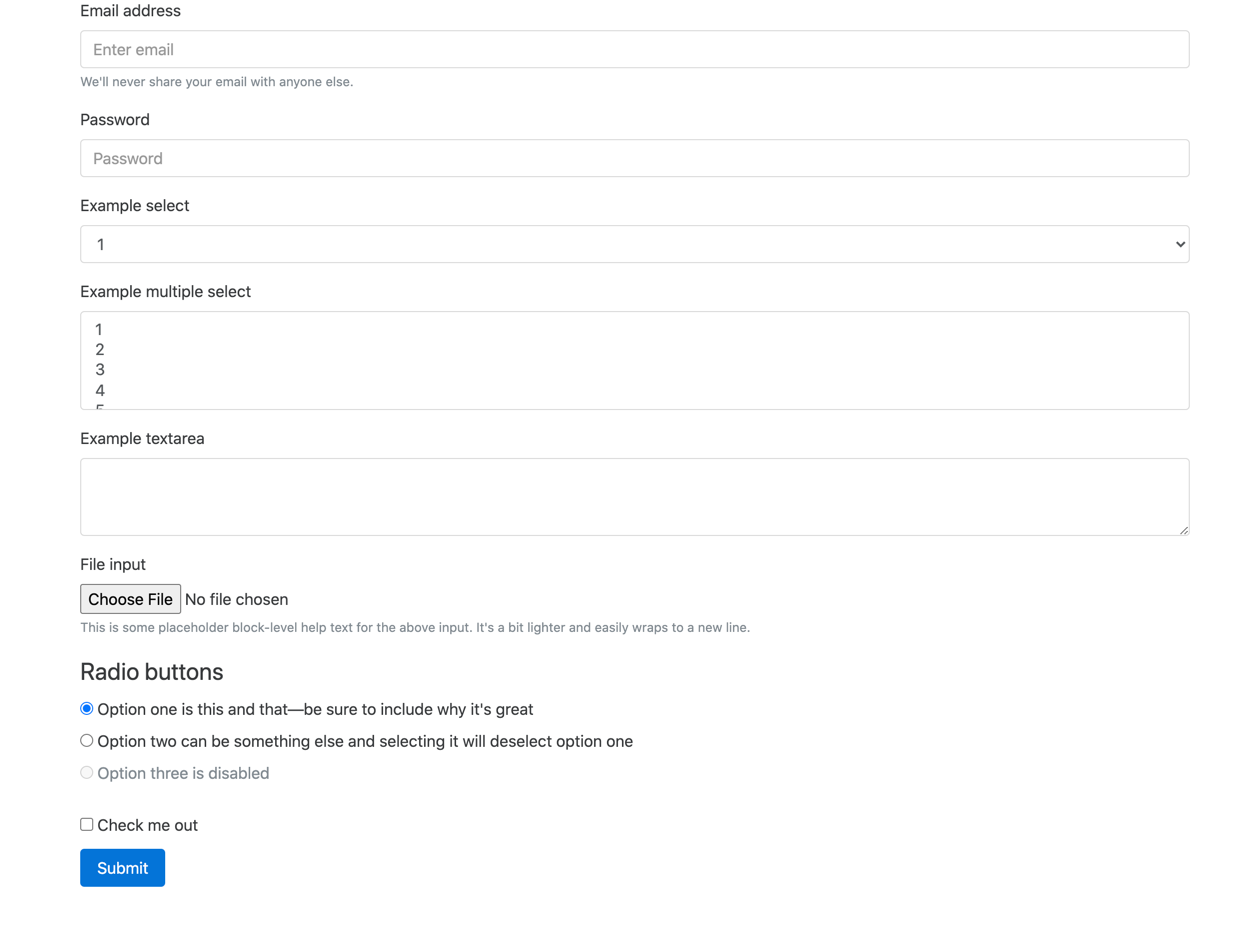 Email address
Enter email
We'll never share your email with anyone else.
Password
Password
Example select
1
Example multiple select
1
2
3
4
5
Example textarea
File input
Choose File No file chosen
This is some placeholder block-level help text for the above input. It's a bit lighter and easily wraps to a new line.
Radio buttons
Option one is this and that—be sure to include why it's great
Option two can be something else and selecting it will deselect option one
Option three is disabled
Check me out
Submit